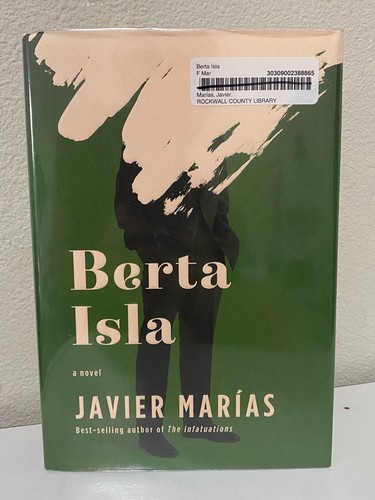 Berta Isla
F Mar 30309002388865
Marías, Javier.
ROCKWALL COUNTY LIBRARY
Berta
Isla
a novel
JAVIER MARÍAS
Best-selling author of The Infatuations